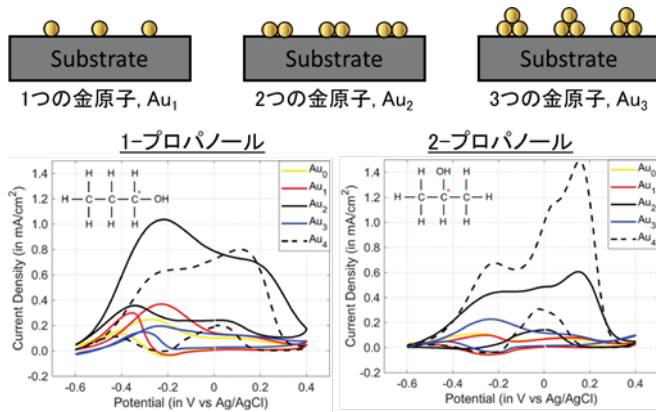 Substrate
Substrate
Substrate
1つの金原子, Au₁
2つの金原子, Au₂
3つの金原子, Au₃
1-プロパノール
1.4
1.2
1.0
0.8
0.6
0.4
0.2
0.0
-0.2
Current Density (in mA/cm²)
H H H
H C C C OH
H H H
Au₀
Au₁
Au₂
Au₃
Au₄
-0.6 -0.4 -0.2 0 0.2 0.4
Potential (in V vs Ag/AgCl)
2-プロパノール
1.4
1.2
1.0
0.8
0.6
0.4
0.2
0.0
-0.2
Current Density (in mA/cm²)
H OH H
H C C C H
H H H
Au₀
Au₁
Au₂
Au₃
Au₄
-0.6 -0.4 -0.2 0 0.2 0.4
Potential (in V vs Ag/AgCl)